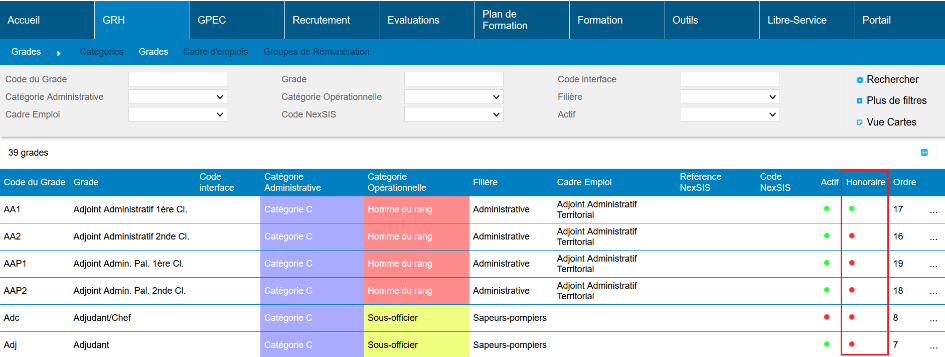 Accueil GRH GPEC Recrutement Evaluations Plan de Formation Formation Outils Libre-Service Portail
Grades Catégories Grades Cadre d'emplois Groupes de Rémunération
Code du Grade Grade Code interface Rechercher
Catégorie Administrative Catégorie Opérationnelle Filière Plus de filtres
Cadre Emploi Code NexSIS Actif Vue Cartes
39 grades
Code du Grade Grade Code interface Catégorie Administrative Catégorie Opérationnelle Filière Cadre Emploi Référence NexSIS Code NexSIS Actif Honoraire Ordre
AA1 Adjoint Administratif 1ère Cl. Catégorie C Homme du rang Administrative Adjoint Administratif Territorial 17 ...
AA2 Adjoint Administratif 2nde Cl. Catégorie C Homme du rang Administrative Adjoint Administratif Territorial 16 ...
AAP1 Adjoint Admin. Pal. 1ère Cl. Catégorie C Homme du rang Administrative Adjoint Administratif Territorial 19 ...
AAP2 Adjoint Admin. Pal. 2nde Cl. Catégorie C Homme du rang Administrative Adjoint Administratif Territorial 18 ...
Adc Adjudant/Chef Catégorie C Sous-officier Sapeurs-pompiers 8 ...
Adj Adjudant Catégorie C Sous-officier Sapeurs-pompiers 7 ...